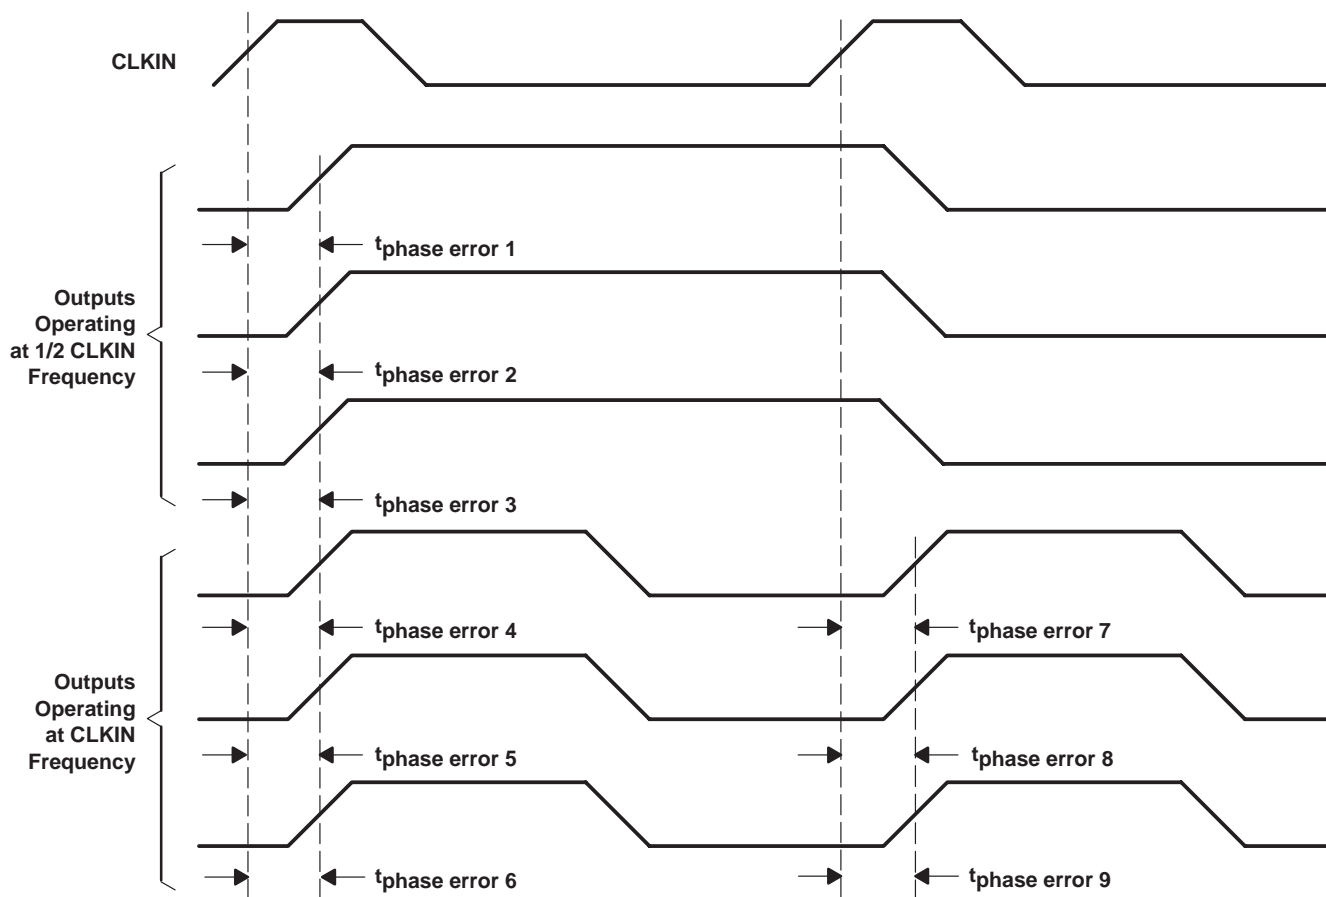 CLKIN
tphase error 1
Outputs
Operating
at 1/2 CLKIN
Frequency
tphase error 2
tphase error 3
tphase error 4
tphase error 7
Outputs
Operating
at CLKIN
Frequency
tphase error 5
tphase error 8
tphase error 6
tphase error 9